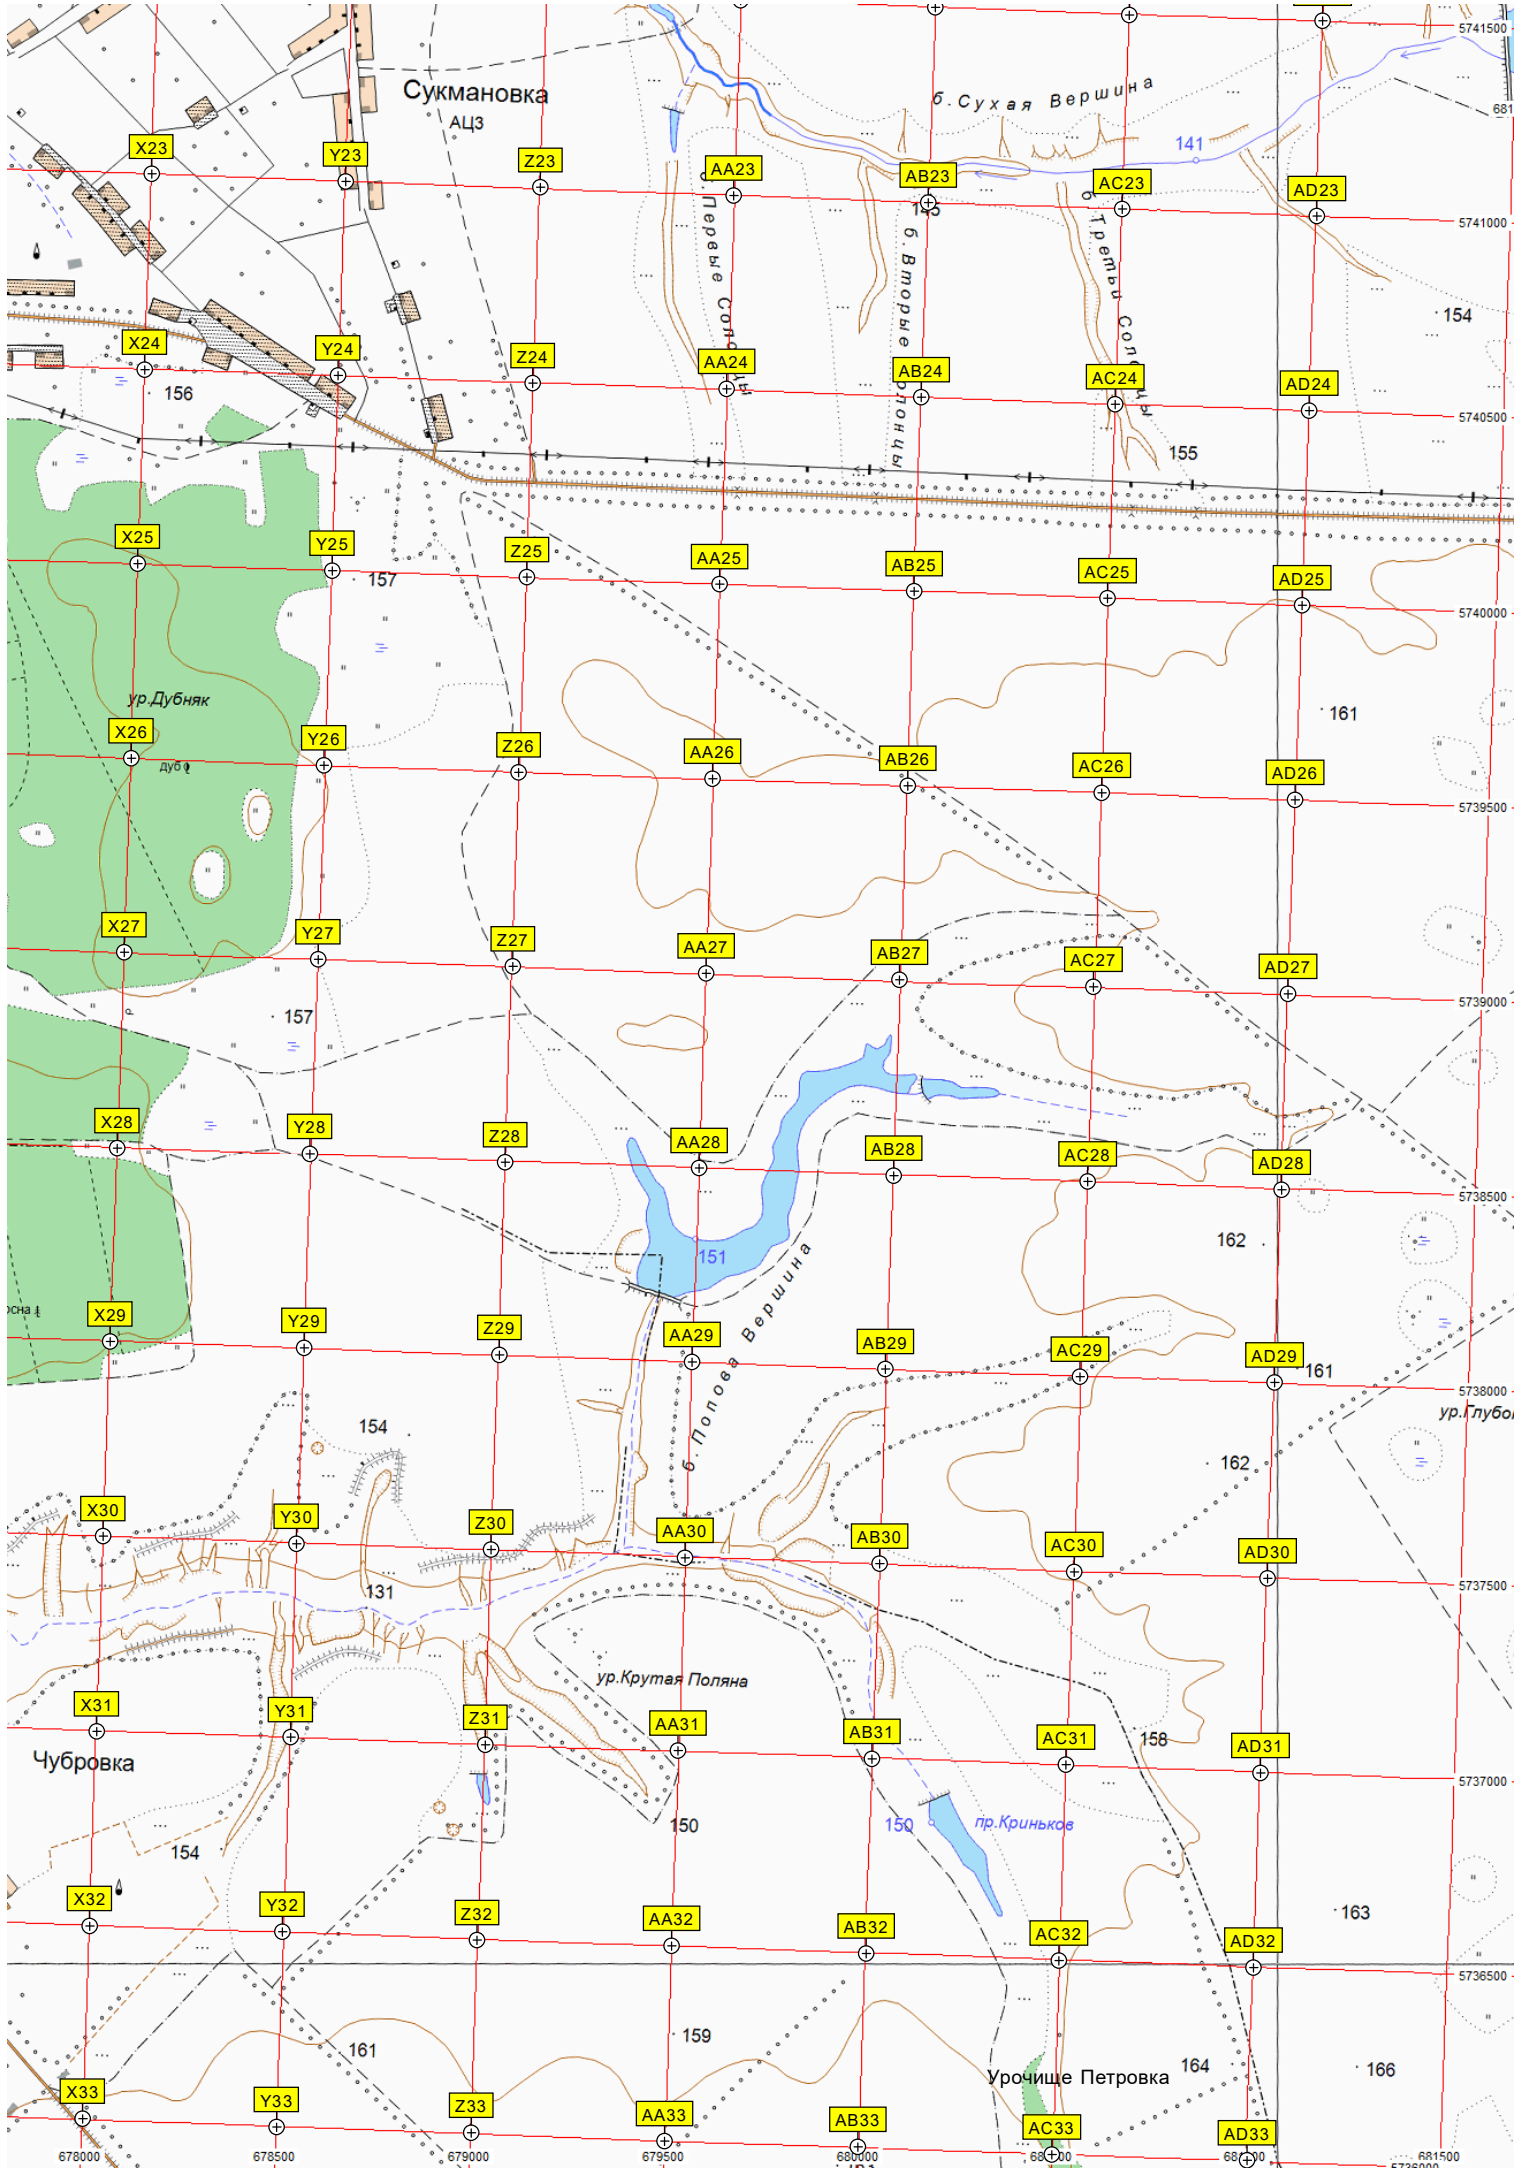 5741500
Сукмановка
АЦЗ
б.Сухая Вершина
681
141
X23
Y23
Z23
AA23
AB23
AC23
AD23
5741000
б. Вторые Солонцы
154
X24
Y24
Z24
AA24
AB24
AC24
AD24
156
5740500
155
X25
Y25
Z25
AA25
AB25
AC25
AD25
157
5740000
ур.Дубняк
161
X26
Y26
Z26
AA26
AB26
AC26
AD26
дуб
5739500
X27
Y27
Z27
AA27
AB27
AC27
AD27
5739000
157
X28
Y28
Z28
AA28
AB28
AC28
AD28
5738500
162
151
б. Попова Вершина
X29
Y29
Z29
AA29
AB29
AC29
AD29
161
5738000
154
162
X30
Y30
Z30
AA30
AB30
AC30
AD30
5737500
131
ур.Крутая Поляна
X31
Y31
Z31
AA31
AB31
AC31
AD31
158
Чубровка
5737000
150
150
пр.Криньков
154
X32
Y32
Z32
AA32
AB32
AC32
AD32
163
5736500
161
159
Урочище Петровка
164
166
X33
Y33
Z33
AA33
AB33
AC33
AD33
678000
678500
679000
679500
680000
681500